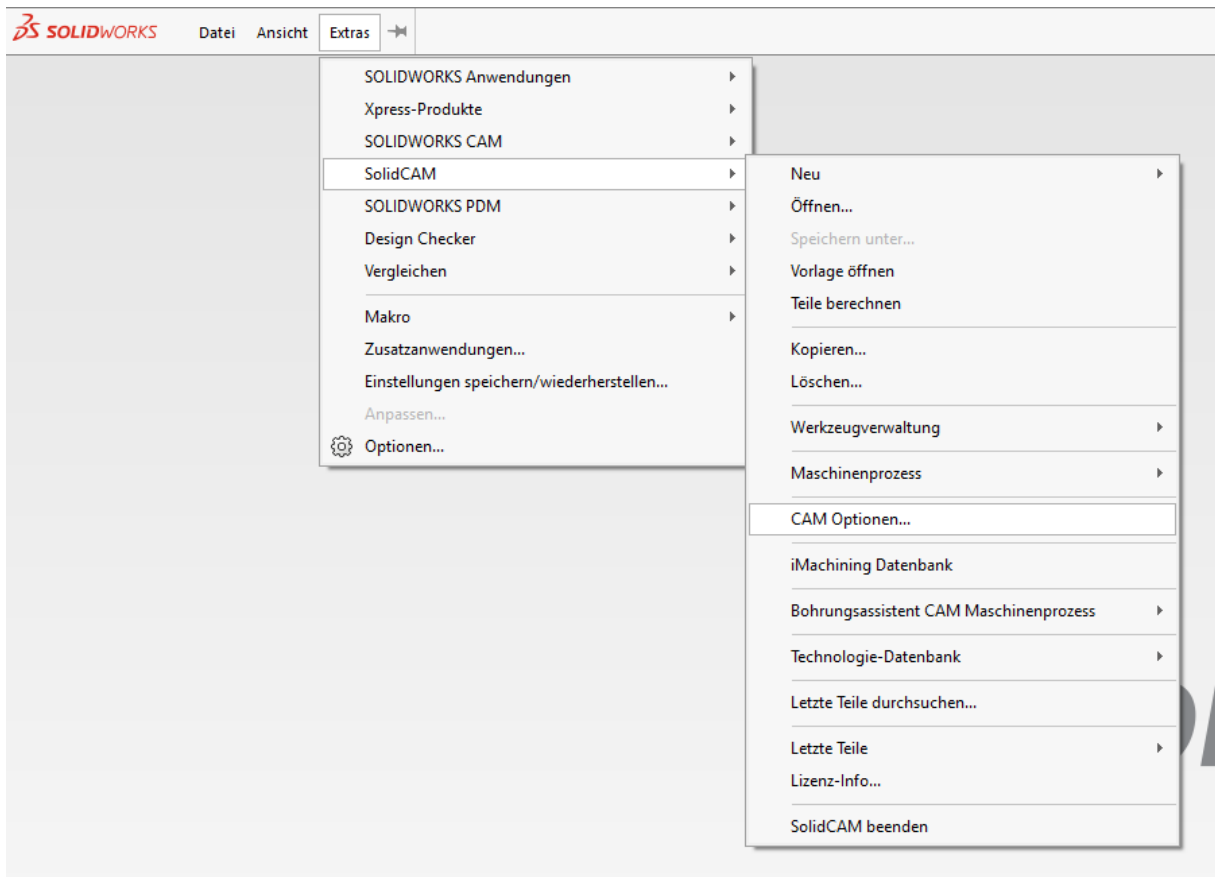 SOLIDWORKS Datei Ansicht Extras
SOLIDWORKS Anwendungen
Xpress-Produkte
SOLIDWORKS CAM
SolidCAM
SOLIDWORKS PDM
Design Checker
Vergleichen
Makro
Zusatzanwendungen...
Einstellungen speichern/wiederherstellen...
Anpassen...
Optionen...
Neu
Öffnen...
Speichern unter...
Vorlage öffnen
Teile berechnen
Kopieren...
Löschen...
Werkzeugverwaltung
Maschinenprozess
CAM Optionen...
iMachining Datenbank
Bohrungsassistent CAM Maschinenprozess
Technologie-Datenbank
Letzte Teile durchsuchen...
Letzte Teile
Lizenz-Info...
SolidCAM beenden